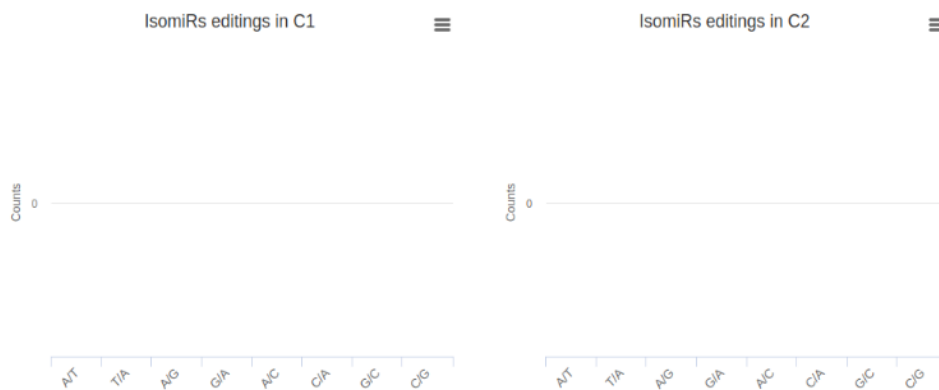 IsomiRs editings in C1
Counts
0
A/T T/A A/G G/A A/C C/A G/C C/G
IsomiRs editings in C2
Counts
0
A/T T/A A/G G/A A/C C/A G/C C/G